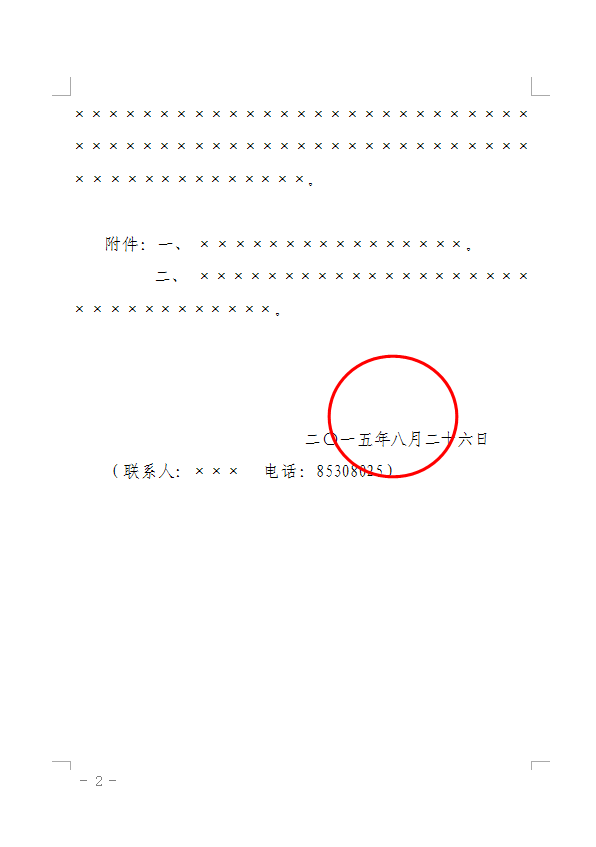 ××××××××××××××××××××××××××××
×××××××××××××××××××××××××××
××××××××××××××。
附件：一、 ××××××××××××××××。
二、 ××××××××××××××××××××
××××××××××××。
二〇一五年八月二十六日
（联系人：××× 电话：85308025）
- 2 -